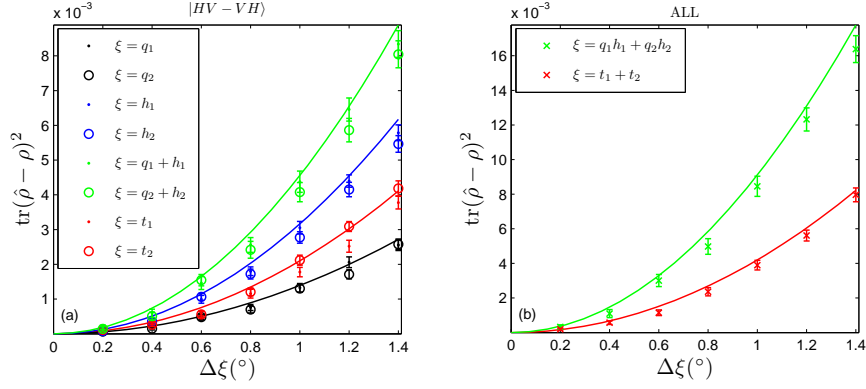 × 10⁻³
|HV − VH⟩
tr(ρ̂ − ρ)²
8
7
6
5
4
3
2
1
ξ = q₁
ξ = q₂
ξ = h₁
ξ = h₂
ξ = q₁ + h₁
ξ = q₂ + h₂
ξ = t₁
ξ = t₂
(a)
0 0.2 0.4 0.6 0.8 1.0 1.2 1.4
Δξ(°)
× 10⁻³
ALL
tr(ρ̂ − ρ)²
16
14
12
10
8
6
4
2
ξ = q₁h₁ + q₂h₂
ξ = t₁ + t₂
(b)
0 0.2 0.4 0.6 0.8 1.0 1.2 1.4
Δξ(°)